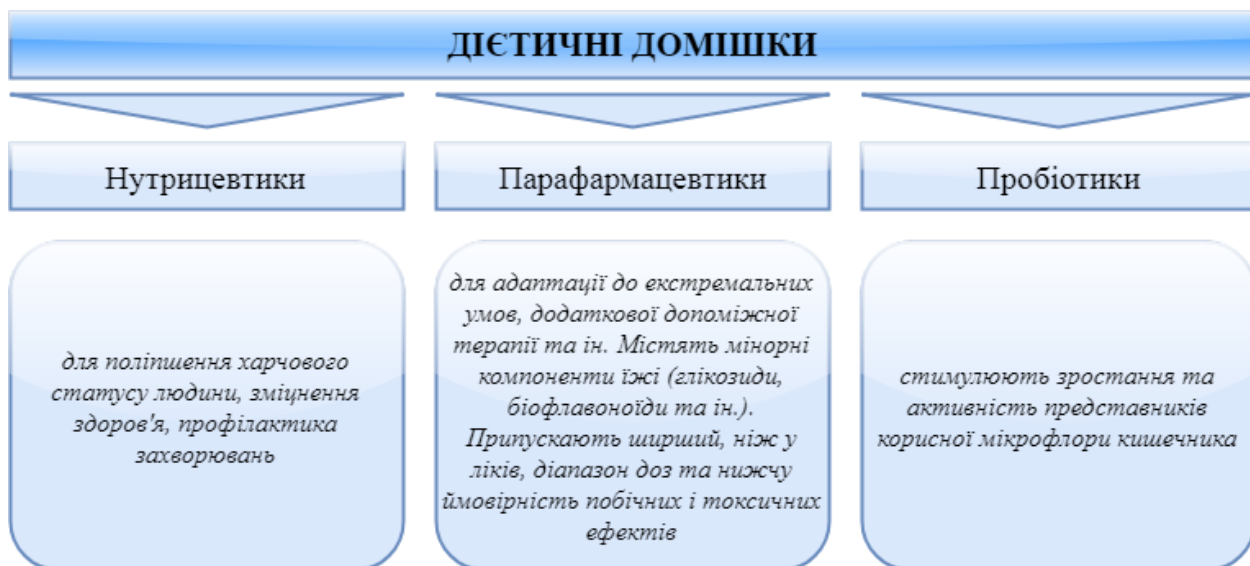 ДІЄТИЧНІ ДОМІШКИ
Нутрицевтики
для поліпшення харчового
статусу людини, зміцнення
здоров'я, профілактика
захворювань
Парафармацевтики
для адаптації до екстремальних
умов, додаткової допоміжної
терапії та ін. Містять мінорні
компоненти їжі (глікозиди,
біофлавоноїди та ін.).
Припускають ширший, ніж у
ліків, діапазон доз та нижчу
ймовірність побічних і токсичних
ефектів
Пробіотики
стимулюють зростання та
активність представників
корисної мікрофлори кишечника